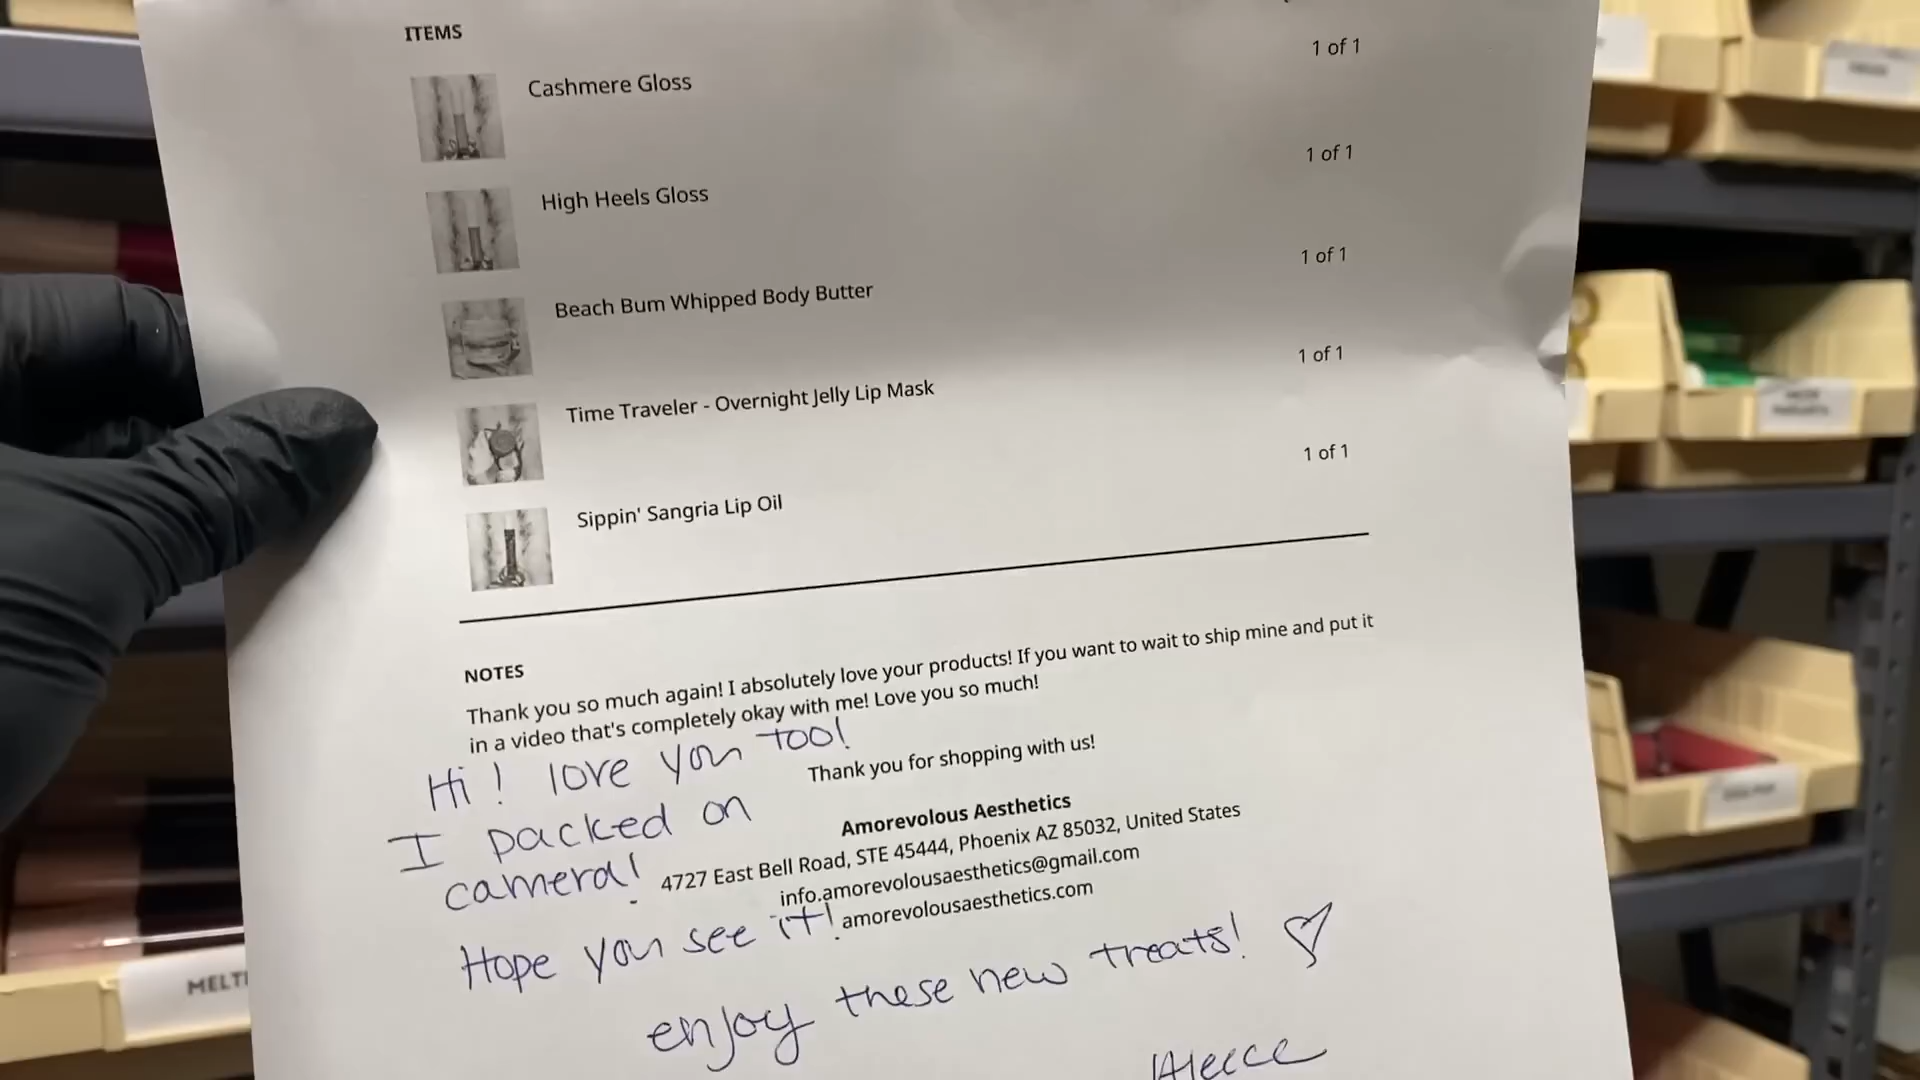 ITEMS
1 of 1
Cashmere Gloss
1 of 1
High Heels Gloss
1 of 1
Beach Bum Whipped Body Butter
1 of 1
Time Traveler - Overnight Jelly Lip Mask
1 of 1
Sippin' Sangria Lip Oil
NOTES
Thank you so much again! I absolutely love your products! If you want to wait to ship mine and put it
in a video that's completely okay with me! Love you so much!
Hi! love you too!
Thank you for shopping with us!
I packed on
camera!
Amorevolous Aesthetics
4727 East Bell Road, STE 45444, Phoenix AZ 85032, United States
info.amorevolousaesthetics@gmail.com
amorevolousaesthetics.com
Hope you see it!
enjoy these new treats!
MELTI